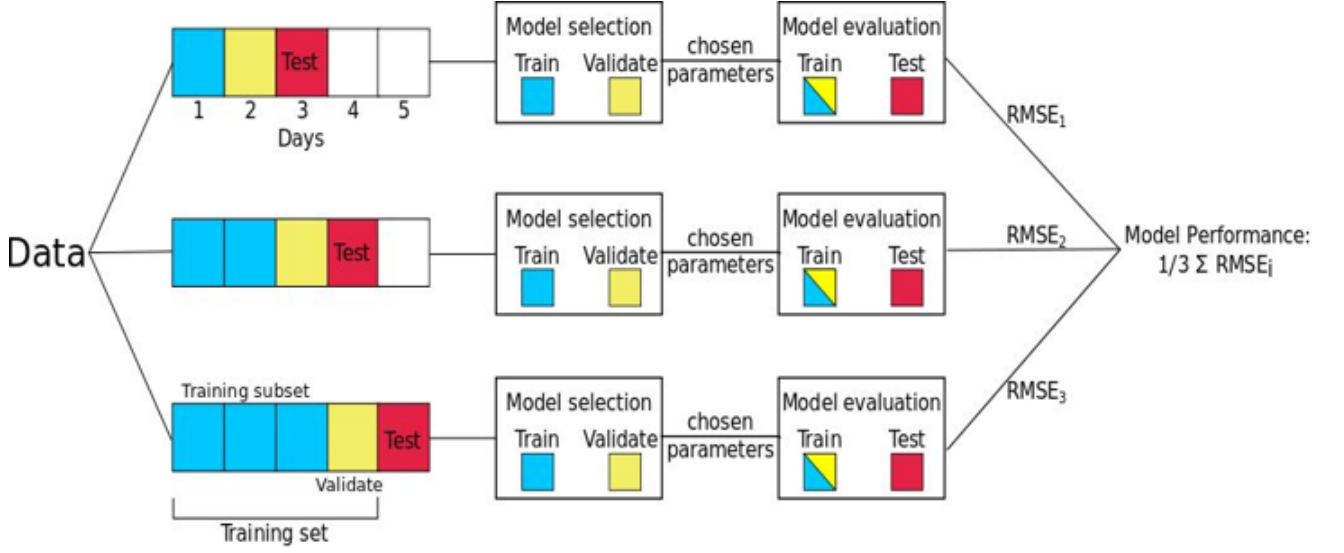 Data
Test
1 2 3 4 5
Days
Model selection
Train Validate
chosen
parameters
Model evaluation
Train Test
RMSE₁
Test
Model selection
Train Validate
chosen
parameters
Model evaluation
Train Test
RMSE₂
Training subset
Test
Validate
Training set
Model selection
Train Validate
chosen
parameters
Model evaluation
Train Test
RMSE₃
Model Performance:
1/3 Σ RMSEᵢ